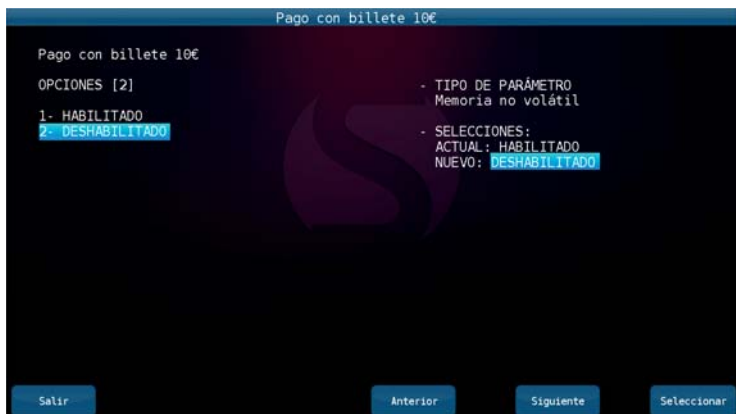 Pago con billete 10€
Pago con billete 10€
OPCIONES [2]
1- HABILITADO
2- DESHABILITADO
- TIPO DE PARÁMETRO
Memoria no volátil
- SELECCIONES:
ACTUAL: HABILITADO
NUEVO: DESHABILITADO
Salir
Anterior
Siguiente
Seleccionar